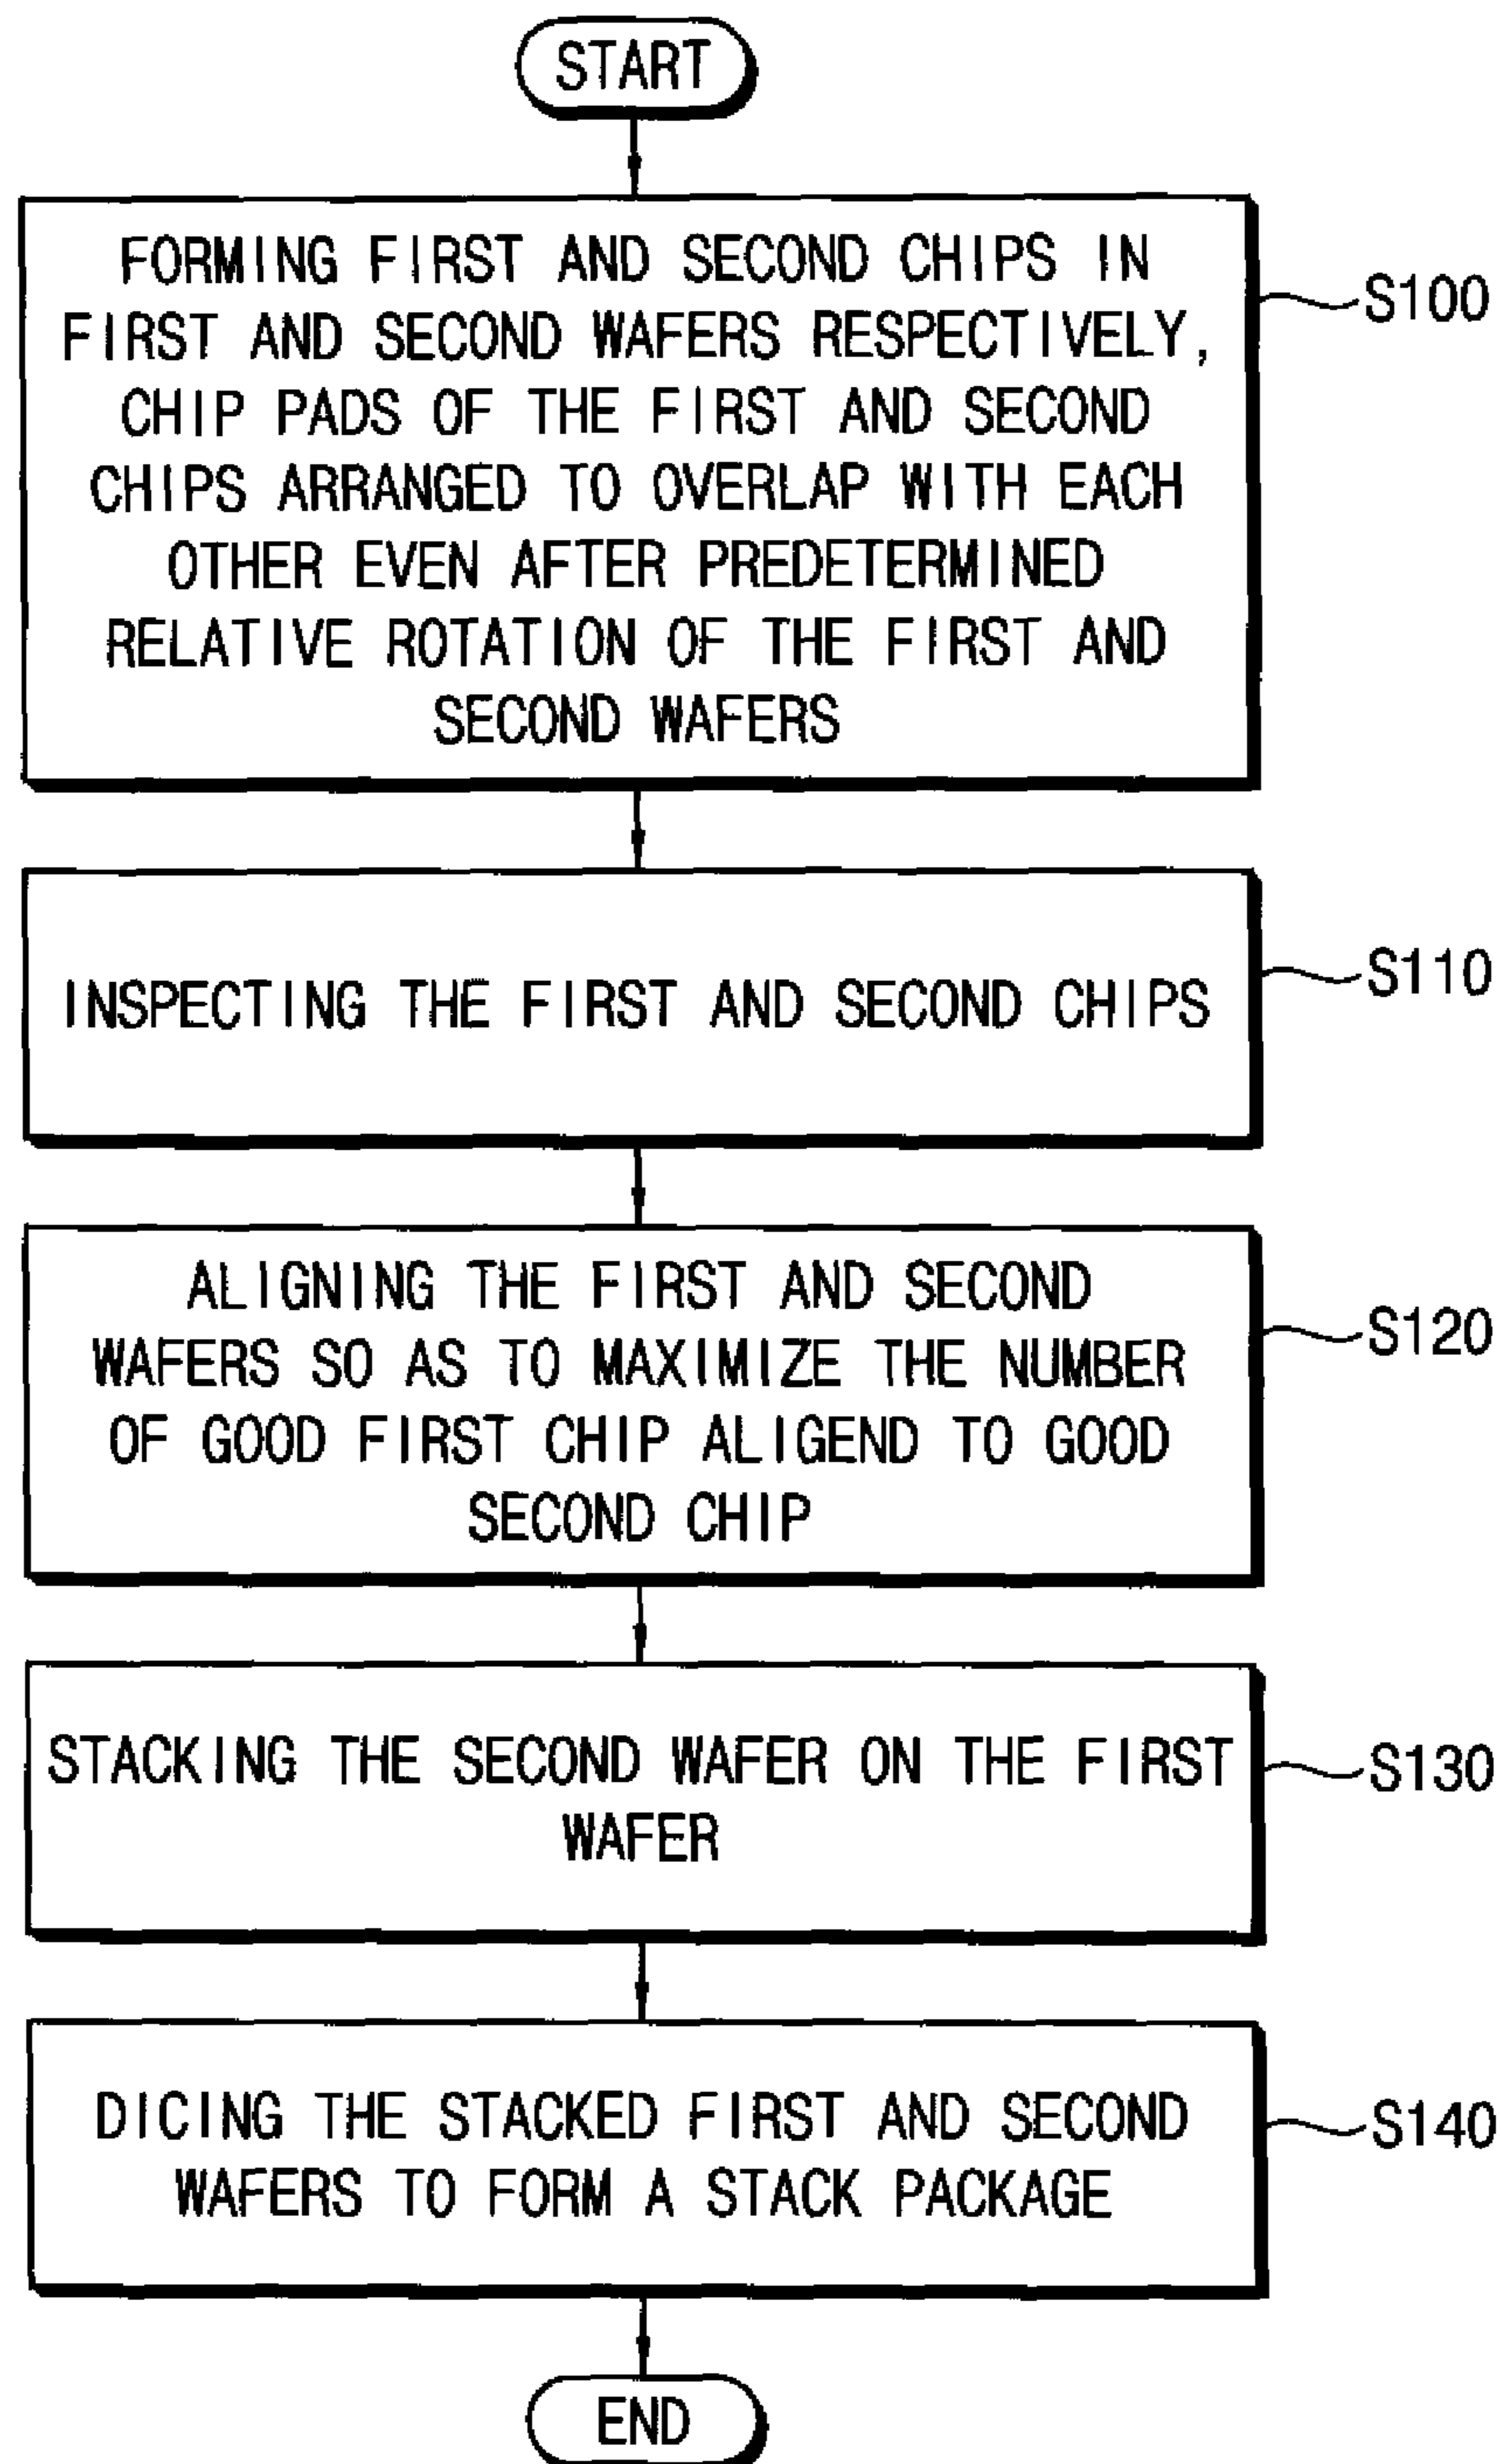 START
FORMING FIRST AND SECOND CHIPS IN
FIRST AND SECOND WAFERS RESPECTIVELY,
CHIP PADS OF THE FIRST AND SECOND
CHIPS ARRANGED TO OVERLAP WITH EACH
OTHER EVEN AFTER PREDETERMINED
RELATIVE ROTATION OF THE FIRST AND
SECOND WAFERS
S100
INSPECTING THE FIRST AND SECOND CHIPS
S110
ALIGNING THE FIRST AND SECOND
WAFERS SO AS TO MAXIMIZE THE NUMBER
OF GOOD FIRST CHIP ALIGEND TO GOOD
SECOND CHIP
S120
STACKING THE SECOND WAFER ON THE FIRST
WAFER
S130
DICING THE STACKED FIRST AND SECOND
WAFERS TO FORM A STACK PACKAGE
S140
END